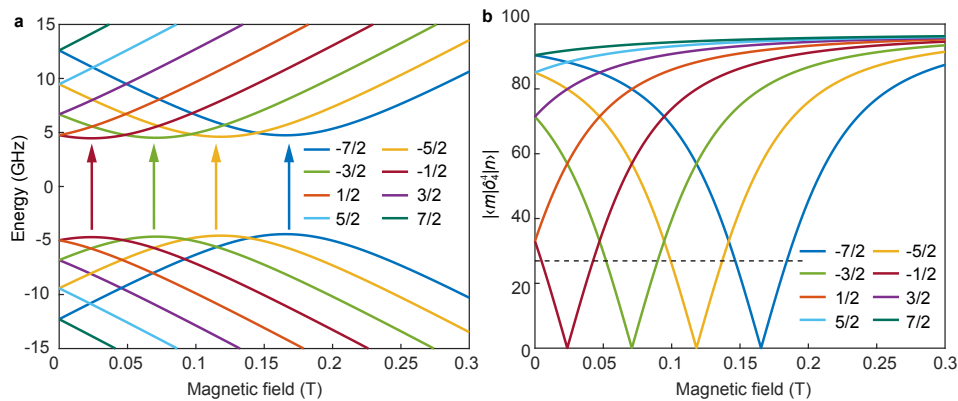 a
15
10
5
0
-5
-10
-15
Energy (GHz)
0 0.05 0.1 0.15 0.2 0.25 0.3
Magnetic field (T)
-7/2 -5/2
-3/2 -1/2
1/2 3/2
5/2 7/2
b
100
80
60
40
20
0
|‹m|ô⁴₄|n›|
0 0.05 0.1 0.15 0.2 0.25 0.3
Magnetic field (T)
-7/2 -5/2
-3/2 -1/2
1/2 3/2
5/2 7/2